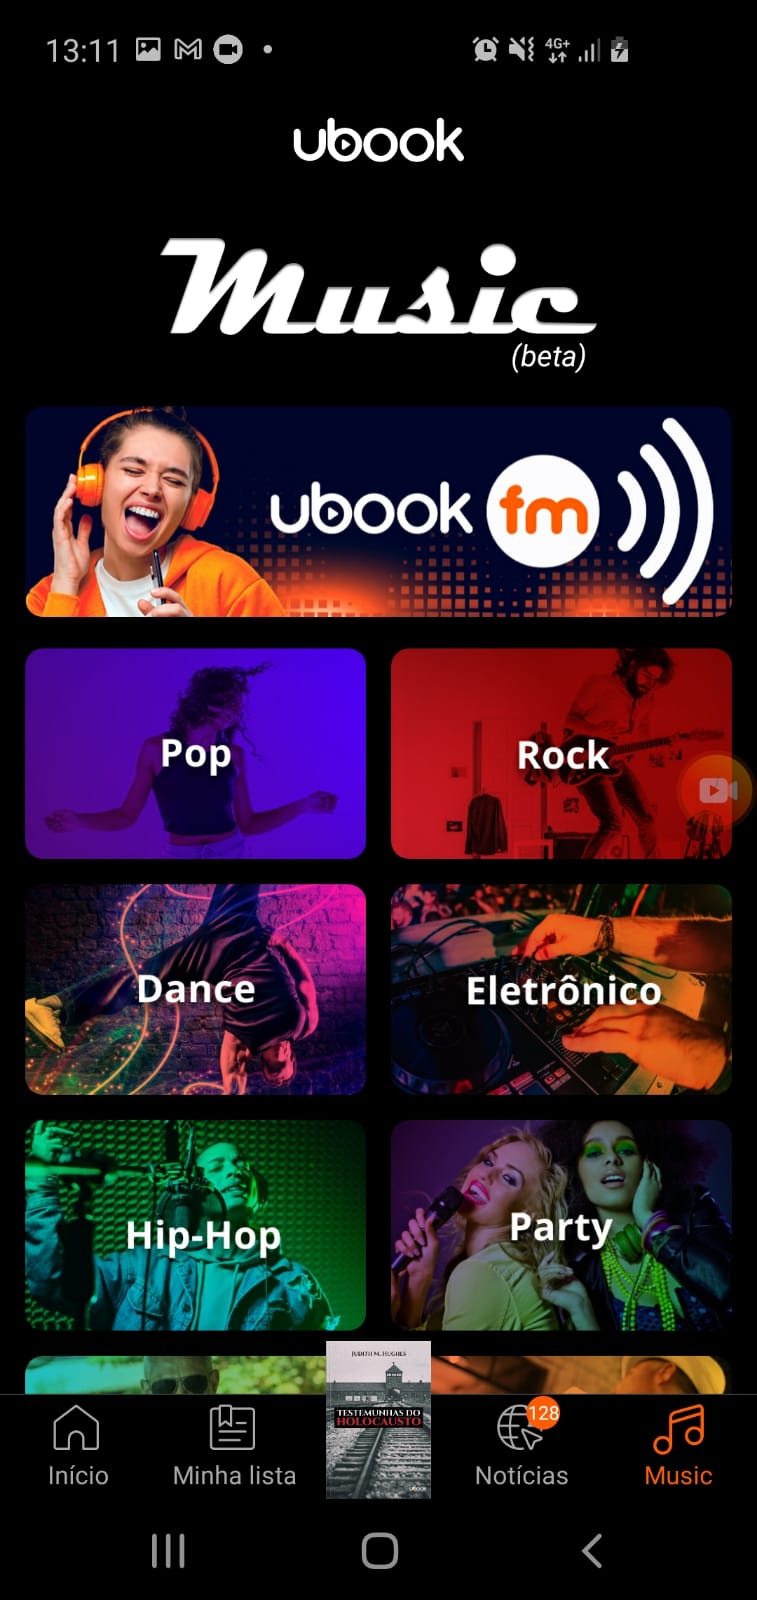 13:11
4G+
ubook
Music
(beta)
ubook fm
Pop
Rock
Dance
Eletrônico
Hip-Hop
Party
JUDITH M. HUGHES
TESTEMUNHAS DO
HOLOCAUSTO
ubook
128
Início
Minha lista
Notícias
Music